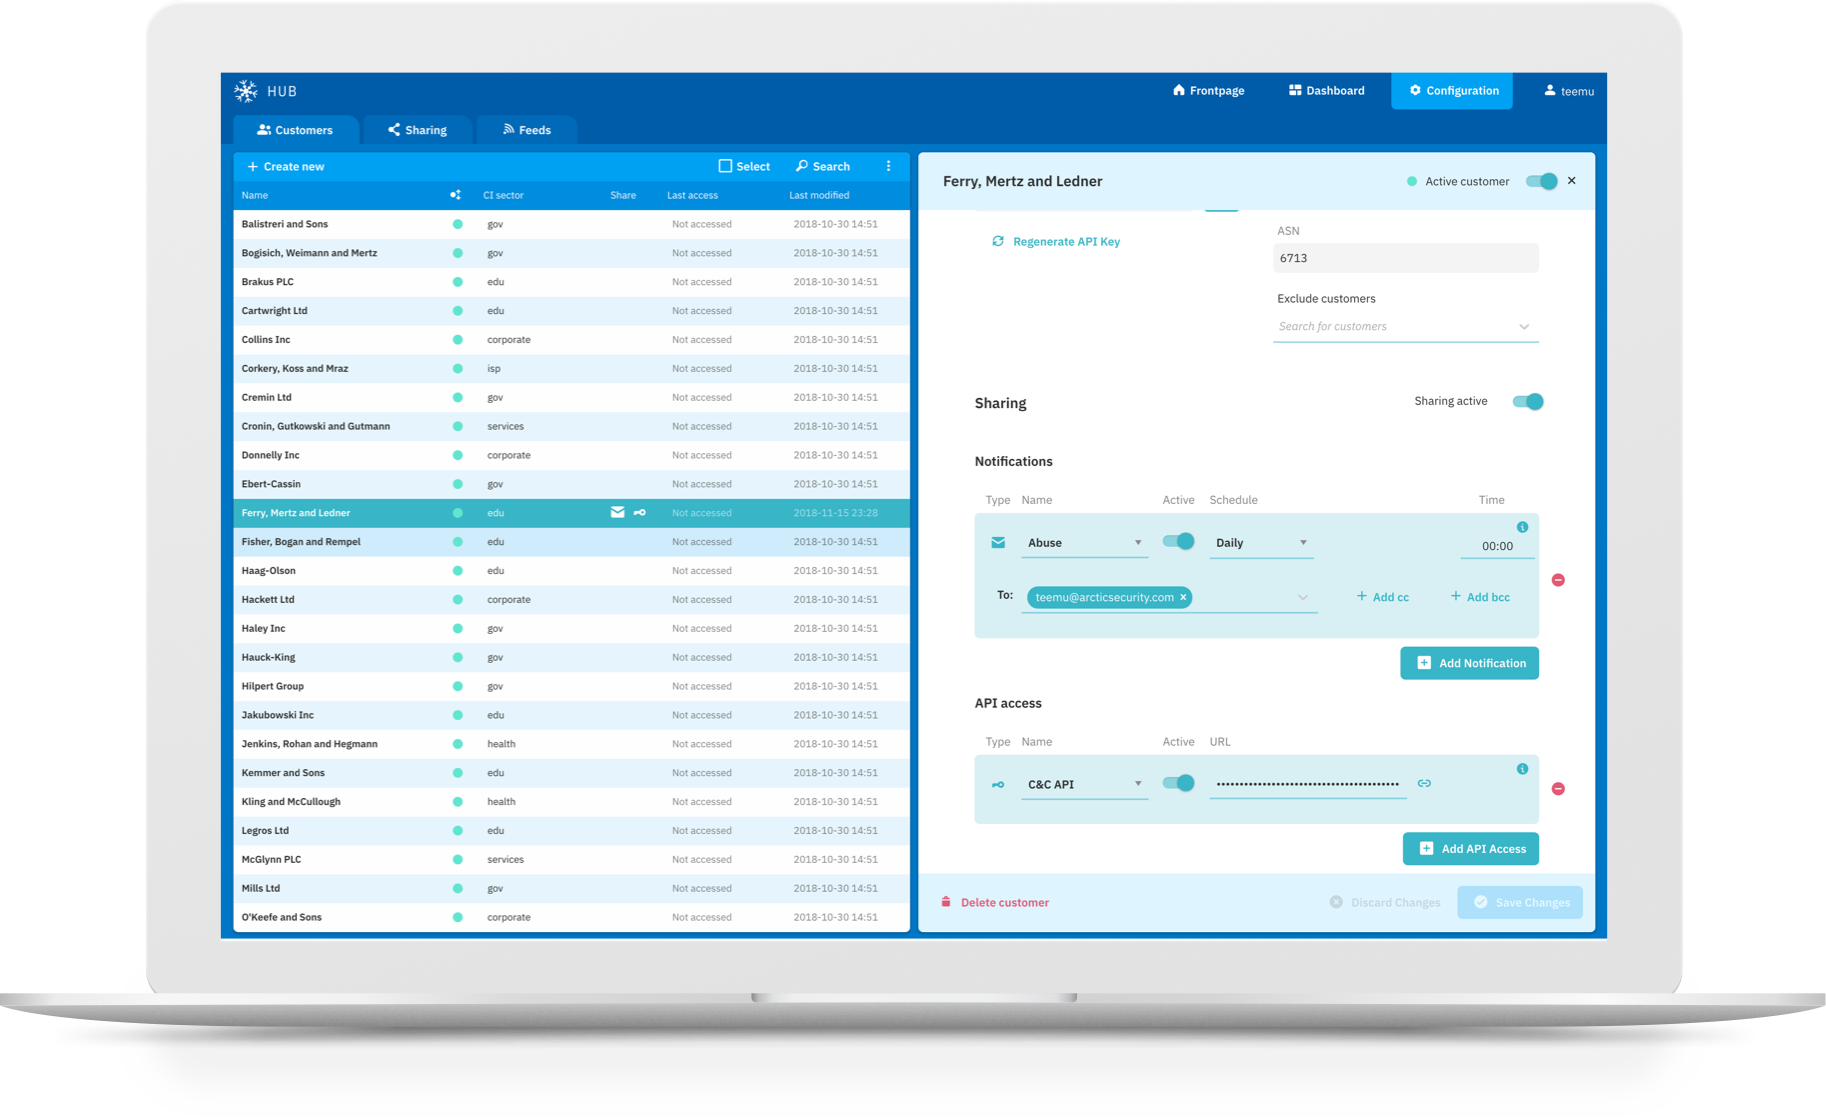 HUB
Frontpage Dashboard Configuration teemu
Customers Sharing Feeds
+ Create new Select Search
Name CI sector Share Last access Last modified
Balistreri and Sons gov Not accessed 2018-10-30 14:51
Bogisich, Weimann and Mertz gov Not accessed 2018-10-30 14:51
Brakus PLC edu Not accessed 2018-10-30 14:51
Cartwright Ltd edu Not accessed 2018-10-30 14:51
Collins Inc corporate Not accessed 2018-10-30 14:51
Corkery, Koss and Mraz isp Not accessed 2018-10-30 14:51
Cremin Ltd gov Not accessed 2018-10-30 14:51
Cronin, Gutkowski and Gutmann services Not accessed 2018-10-30 14:51
Donnelly Inc corporate Not accessed 2018-10-30 14:51
Ebert-Cassin gov Not accessed 2018-10-30 14:51
Ferry, Mertz and Ledner edu Not accessed 2018-11-15 23:28
Fisher, Bogan and Rempel edu Not accessed 2018-10-30 14:51
Haag-Olson edu Not accessed 2018-10-30 14:51
Hackett Ltd corporate Not accessed 2018-10-30 14:51
Haley Inc gov Not accessed 2018-10-30 14:51
Hauck-King gov Not accessed 2018-10-30 14:51
Hilpert Group gov Not accessed 2018-10-30 14:51
Jakubowski Inc edu Not accessed 2018-10-30 14:51
Jenkins, Rohan and Hegmann health Not accessed 2018-10-30 14:51
Kemmer and Sons edu Not accessed 2018-10-30 14:51
Kling and McCullough health Not accessed 2018-10-30 14:51
Legros Ltd edu Not accessed 2018-10-30 14:51
McGlynn PLC services Not accessed 2018-10-30 14:51
Mills Ltd gov Not accessed 2018-10-30 14:51
O'Keefe and Sons corporate Not accessed 2018-10-30 14:51
Ferry, Mertz and Ledner Active customer ×
Regenerate API Key
ASN
6713
Exclude customers
Search for customers
Sharing Sharing active
Notifications
Type Name Active Schedule Time
Abuse Daily 00:00
To: teemu@arcticsecurity.com × + Add cc + Add bcc
Add Notification
API access
Type Name Active URL
C&C API
Add API Access
Delete customer Discard Changes Save Changes